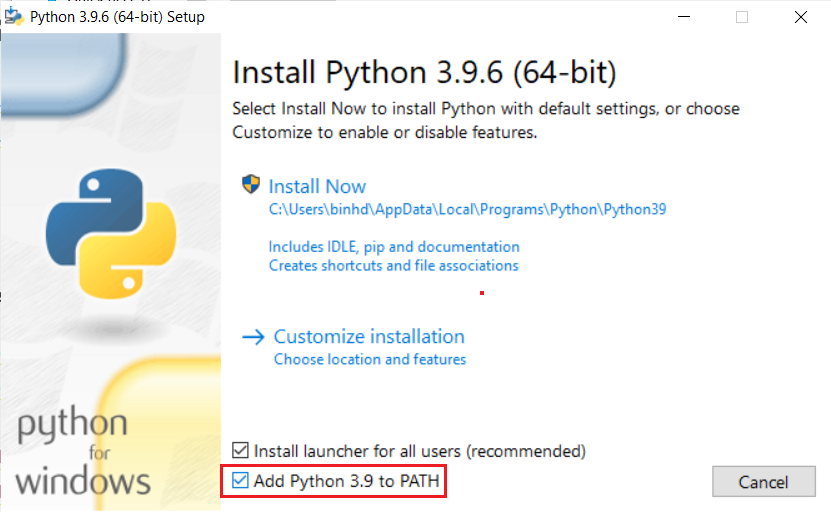 Python 3.9.6 (64-bit) Setup
Install Python 3.9.6 (64-bit)
Select Install Now to install Python with default settings, or choose
Customize to enable or disable features.
Install Now
C:\Users\binhd\AppData\Local\Programs\Python\Python39
Includes IDLE, pip and documentation
Creates shortcuts and file associations
Customize installation
Choose location and features
python
for
windows
Install launcher for all users (recommended)
Add Python 3.9 to PATH
Cancel